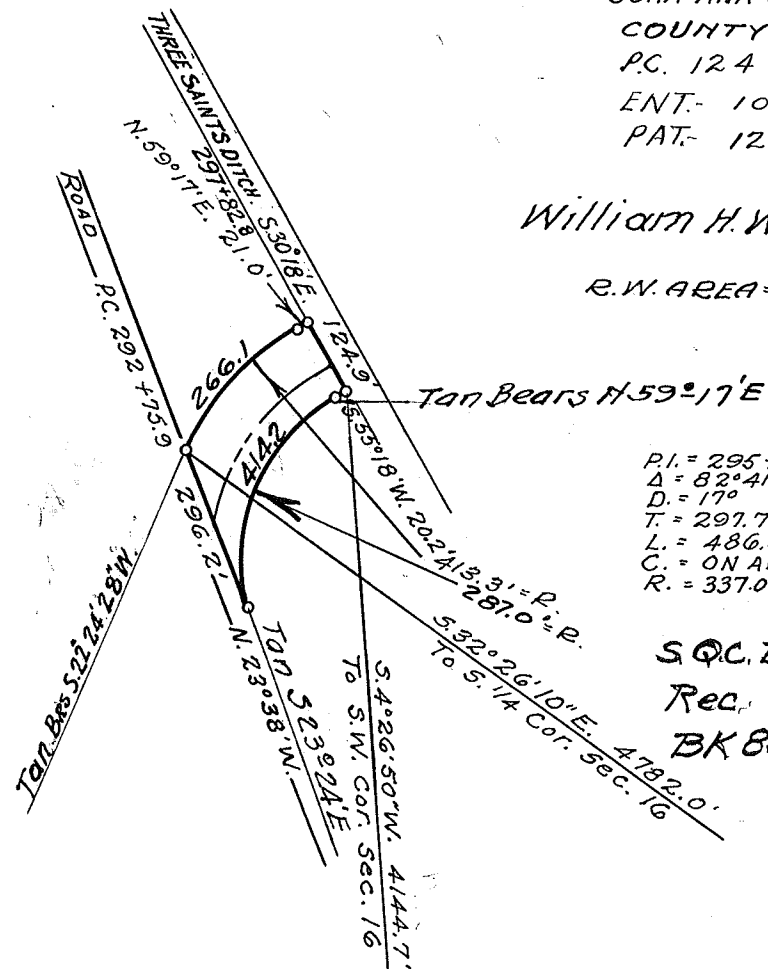 COUNTY
P.C. 124
ENT.- 10
PAT.- 12
William H. W
R.W. AREA=
THREE SAINTS DITCH S.30°18'E.
297+82.8
N.59°17'E. 21.0'
ROAD
P.C. 292+75.9
266.1
124.9'
414.2
Tan Bears N.59°17'E
S.55°18'W. 20.2'
296.2'
N. 23°38'W.
413.3'=R.
287.0'=R.
Tan S23°24'E
Tan. Brs S.22°24'28"W.
S.32°26'10"E. 4782.0'
To S. 1/4 Cor. Sec. 16
S.4°26'50"W. 4144.7'
To S.W. Cor. Sec. 16
P.I. = 295
Δ = 82°41
D. = 17°
T. = 297.7
L. = 486.
C. = ON A
R. = 337.0
S.Q.C.
Rec.
BK 8